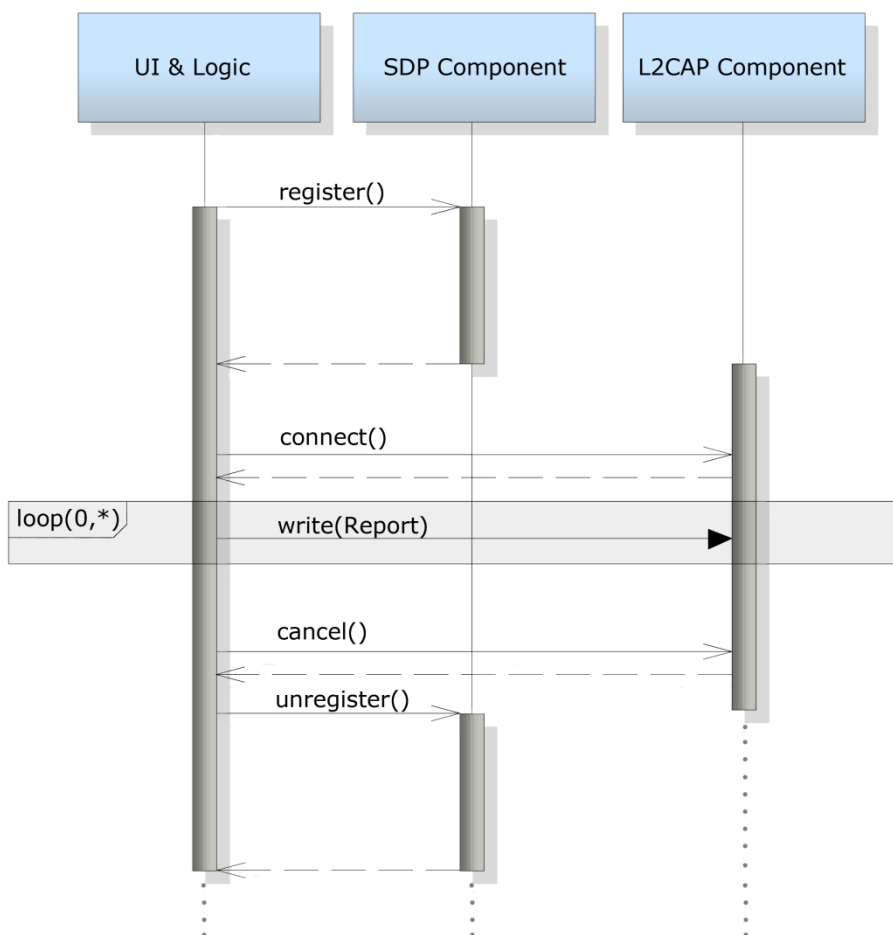 UI & Logic
SDP Component
L2CAP Component
register()
connect()
loop(0,*)
write(Report)
cancel()
unregister()